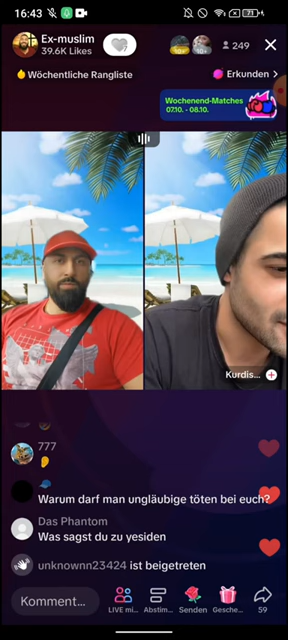 16:43
71%
Ex-muslim
39.6K Likes
249
Wöchentliche Rangliste
Erkunden >
Wochenend-Matches
07.10. - 08.10.
Kurdis...
777
Warum darf man ungläubige töten bei euch?
Das Phantom
Was sagst du zu yesiden
unknownn23424 ist beigetreten
Komment...
LIVE mi...
Abstim...
Senden
Gesche...
59